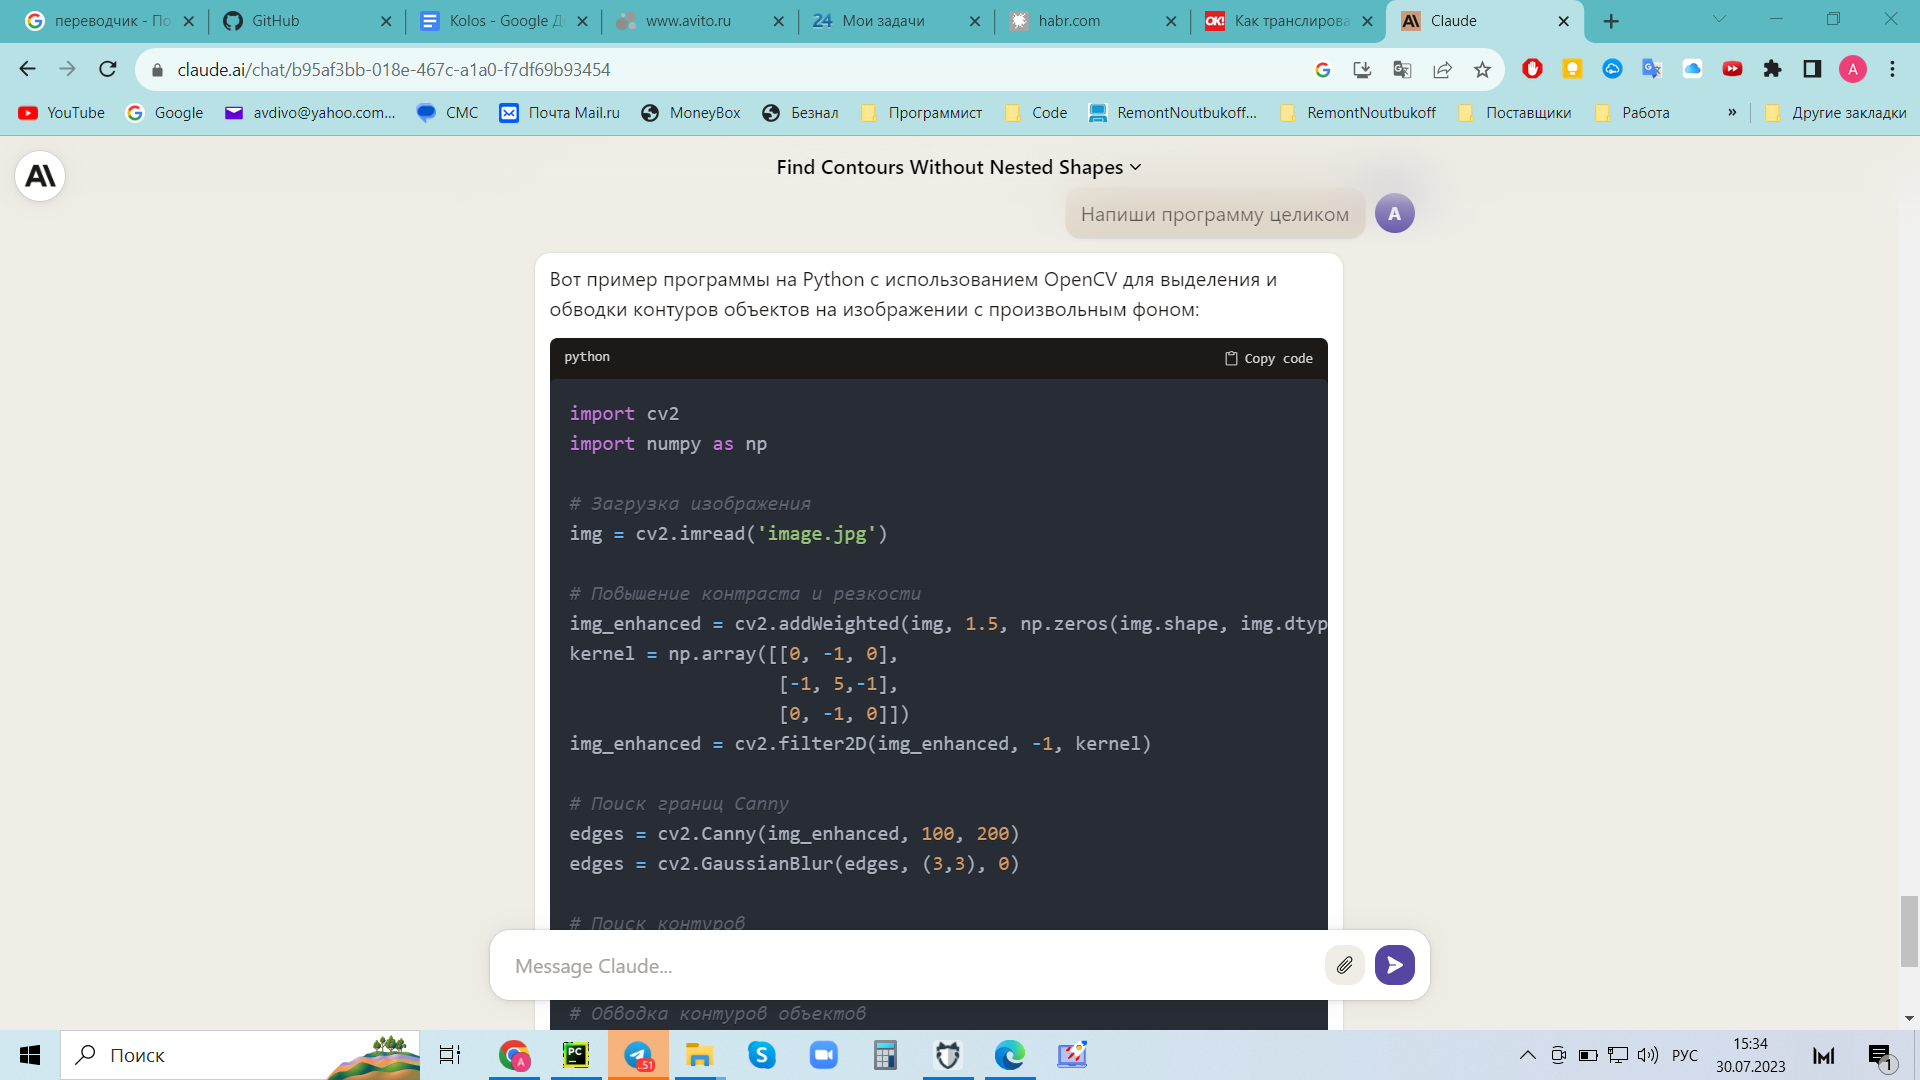 переводчик - По
GitHub
Kolos - Google До
www.avito.ru
24 Мои задачи
habr.com
OK! Как транслирова
Claude
claude.ai/chat/b95af3bb-018e-467c-a1a0-f7df69b93454
A
YouTube
Google
avdivo@yahoo.com...
СМС
Почта Mail.ru
MoneyBox
Безнал
Программист
Code
RemontNoutbukoff...
RemontNoutbukoff
Поставщики
Работа
»
Другие закладки
Find Contours Without Nested Shapes
Напиши программу целиком
A
Вот пример программы на Python с использованием OpenCV для выделения и
обводки контуров объектов на изображении с произвольным фоном:
python
Copy code
import cv2
import numpy as np
# Загрузка изображения
img = cv2.imread('image.jpg')
# Повышение контраста и резкости
img_enhanced = cv2.addWeighted(img, 1.5, np.zeros(img.shape, img.dtyp
kernel = np.array([[0, -1, 0],
[-1, 5,-1],
[0, -1, 0]])
img_enhanced = cv2.filter2D(img_enhanced, -1, kernel)
# Поиск границ Canny
edges = cv2.Canny(img_enhanced, 100, 200)
edges = cv2.GaussianBlur(edges, (3,3), 0)
# Поиск контуров
Message Claude...
# Обводка контуров объектов
Поиск
A
PC
..51
РУС
15:34
30.07.2023
1